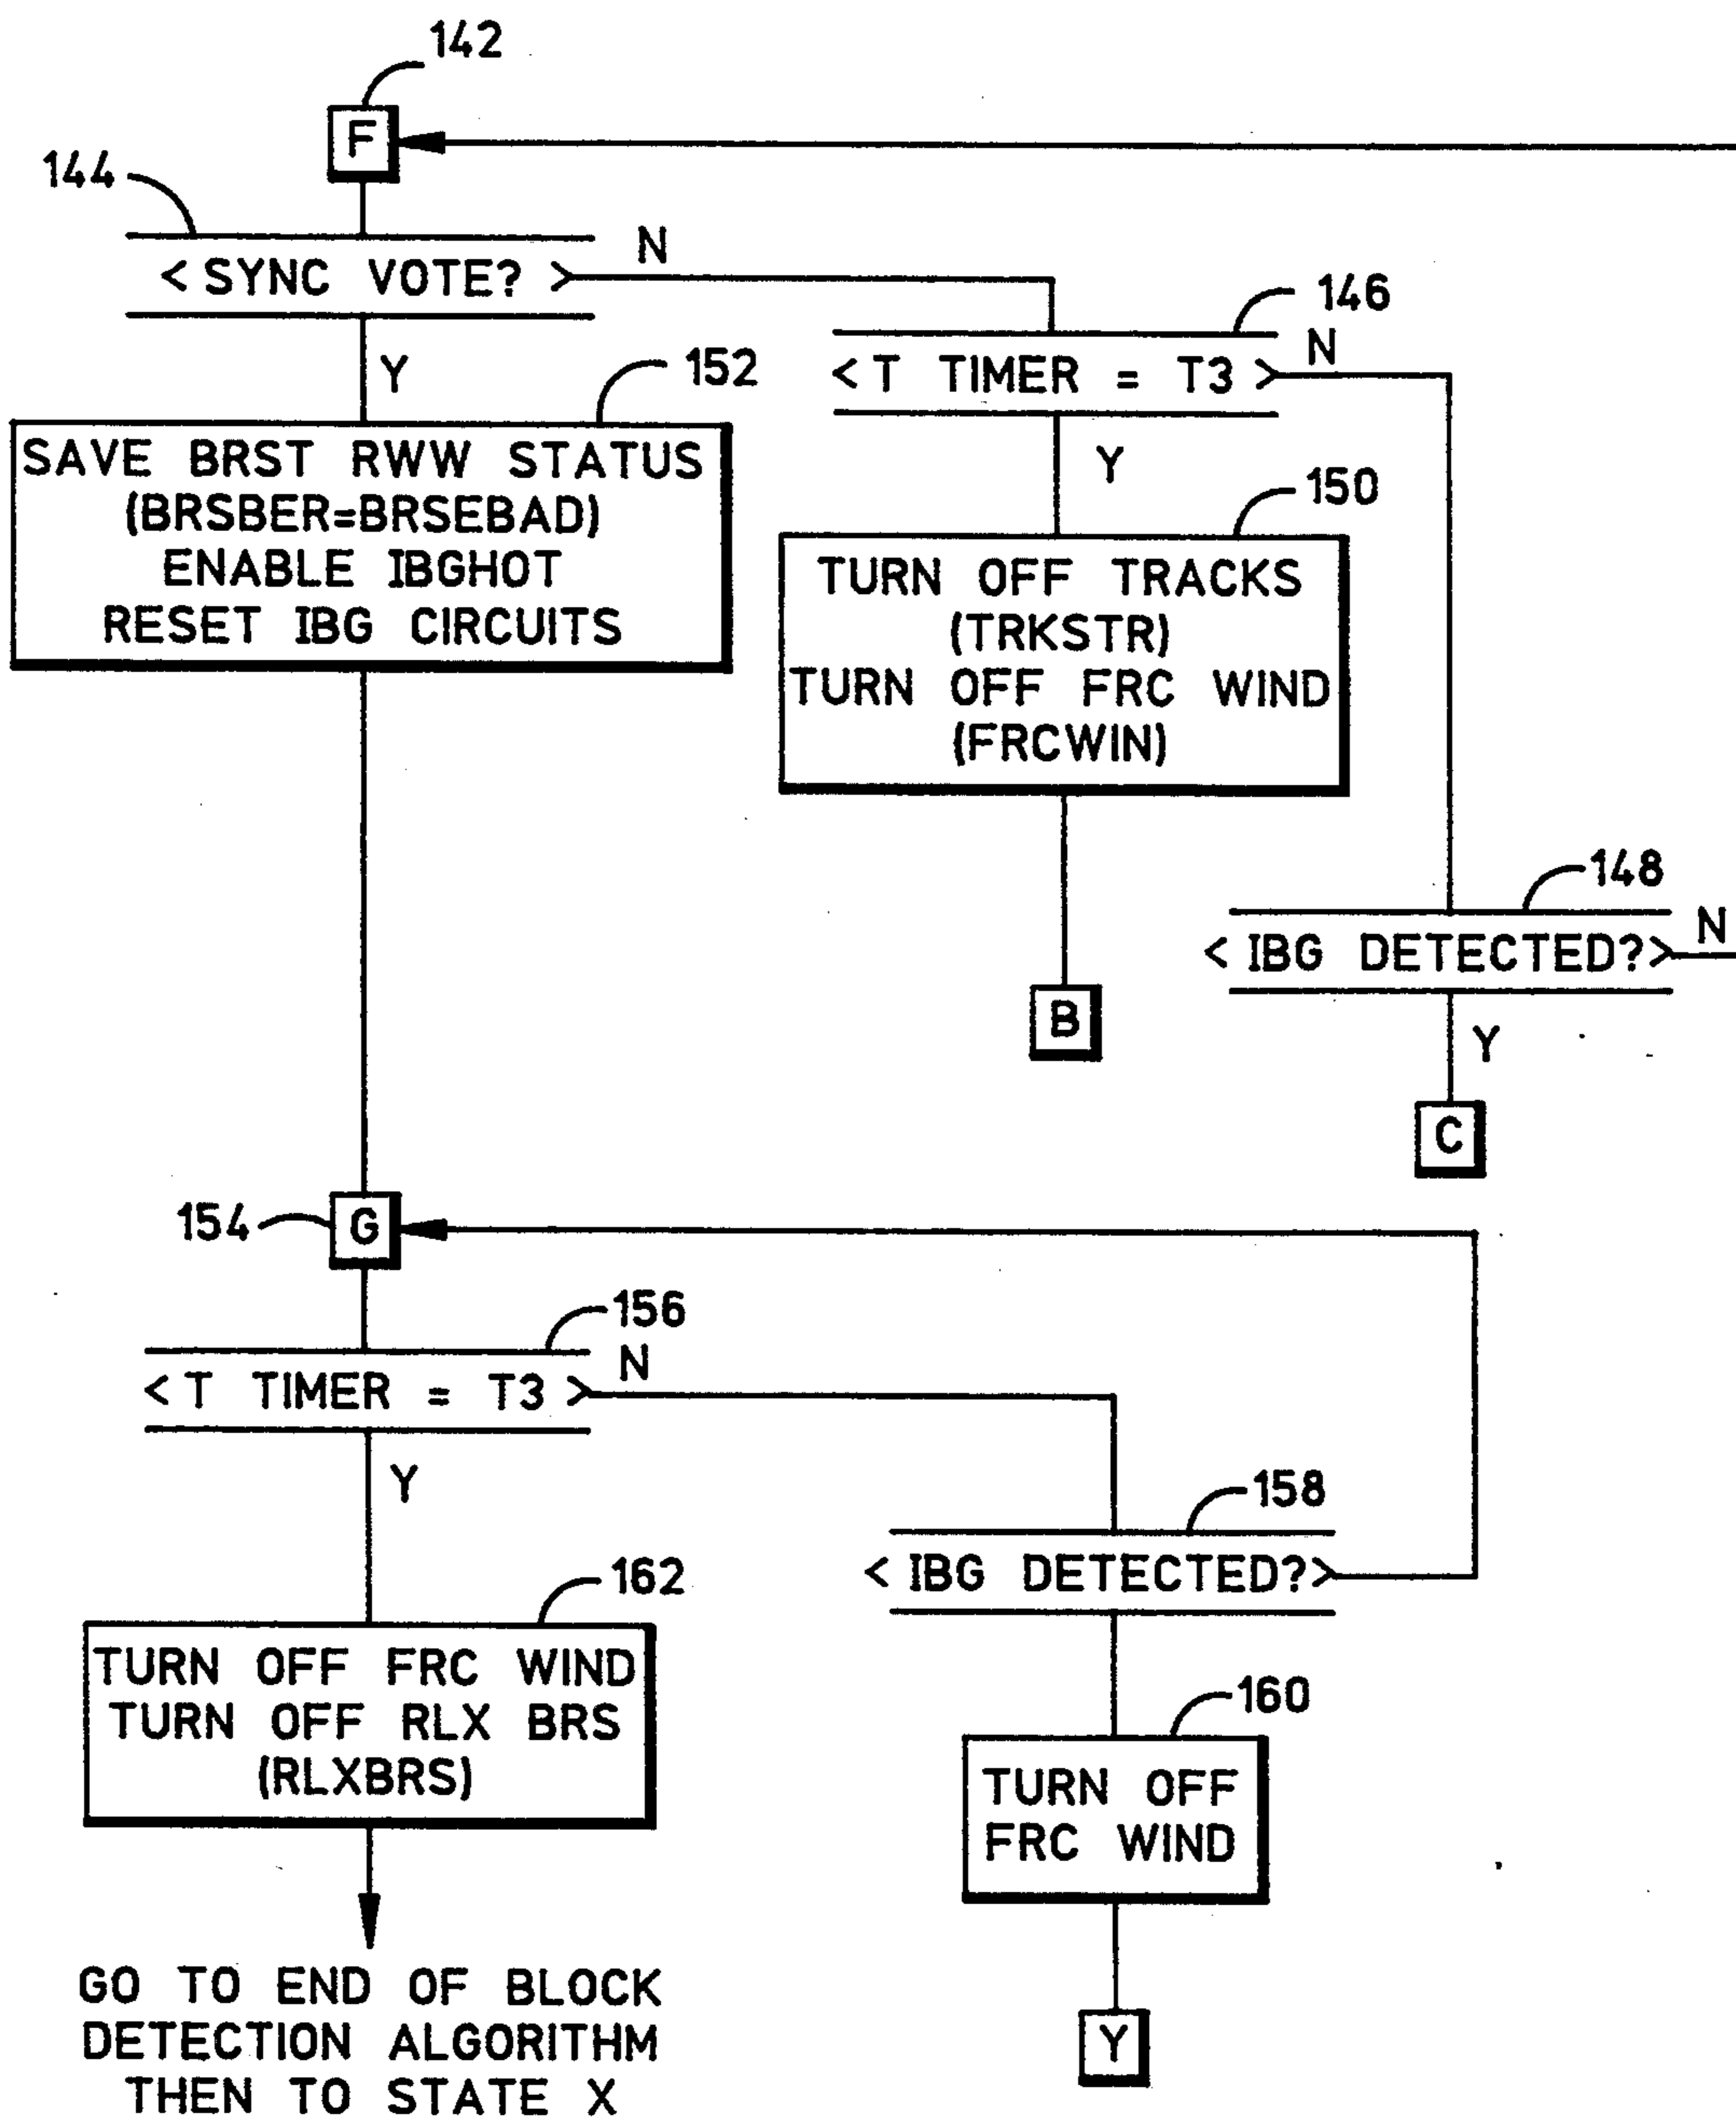 142
F
144
< SYNC VOTE? >
N
146
< T TIMER = T3 >
N
Y
152
SAVE BRST RWW STATUS
(BRSBER=BRSEBAD)
ENABLE IBGHOT
RESET IBG CIRCUITS
Y
150
TURN OFF TRACKS
(TRKSTR)
TURN OFF FRC WIND
(FRCWIN)
148
< IBG DETECTED?>
N
B
Y
C
154
G
156
< T TIMER = T3 >
N
Y
158
< IBG DETECTED?>
162
TURN OFF FRC WIND
TURN OFF RLX BRS
(RLXBRS)
160
TURN OFF
FRC WIND
GO TO END OF BLOCK
DETECTION ALGORITHM
THEN TO STATE X
Y